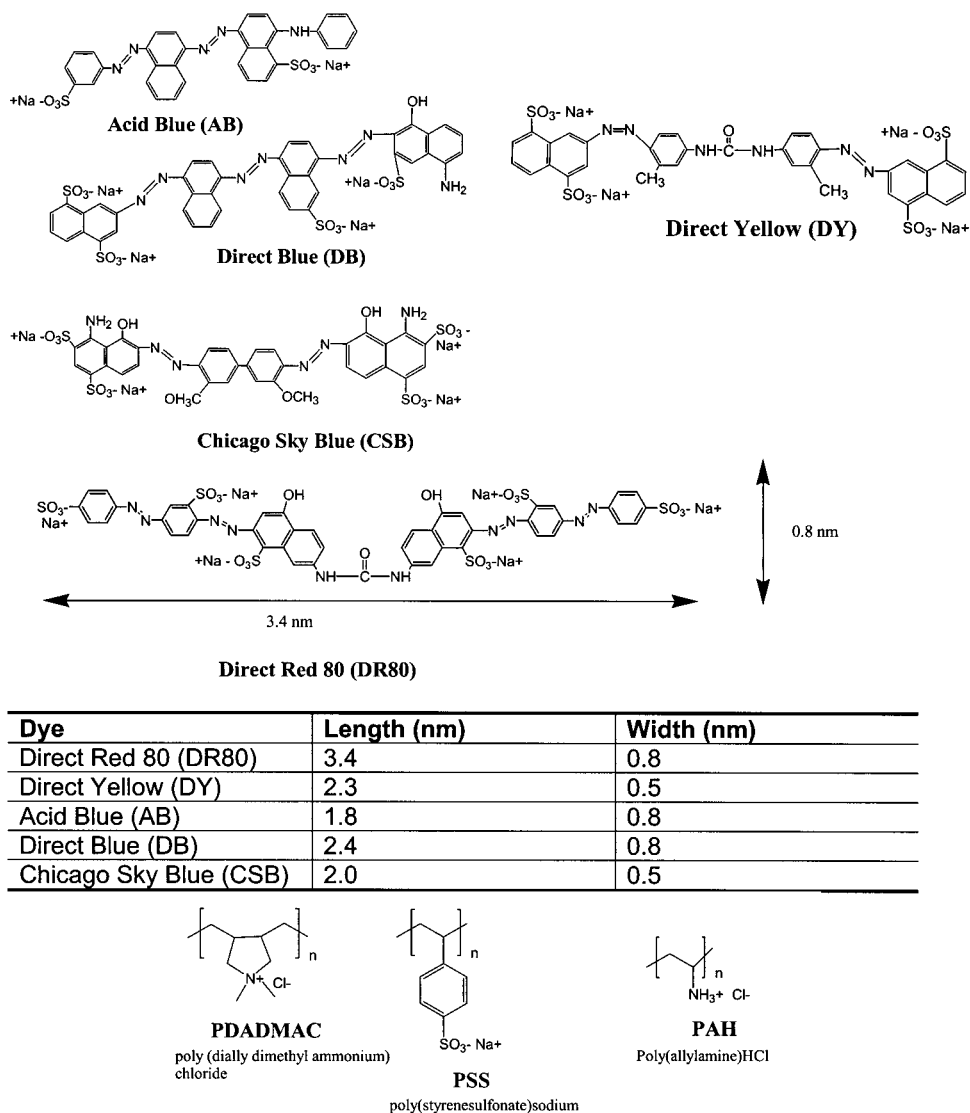 N
N
N
N
NH
SO3- Na+
+Na -O3S
Acid Blue (AB)
SO3- Na+
SO3- Na+
N
N
N
N
N
N
OH
+Na -O3S
NH2
SO3- Na+
Direct Blue (DB)
SO3- Na+
SO3- Na+
N
N
NH
O
C
NH
CH3
CH3
N
N
+Na - O3S
SO3- Na+
Direct Yellow (DY)
+Na -O3S
NH2
OH
SO3- Na+
N
N
OH3C
OCH3
N
N
OH
NH2
SO3 -
Na+
SO3- Na+
Chicago Sky Blue (CSB)
SO3-
Na+
N
N
SO3- Na+
N
N
OH
+Na - O3S
NH
O
C
NH
OH
SO3-Na+
N
N
Na+-O3S
N
N
SO3- Na+
0.8 nm
3.4 nm
Direct Red 80 (DR80)
Dye Length (nm) Width (nm)
Direct Red 80 (DR80) 3.4 0.8
Direct Yellow (DY) 2.3 0.5
Acid Blue (AB) 1.8 0.8
Direct Blue (DB) 2.4 0.8
Chicago Sky Blue (CSB) 2.0 0.5
n
N+ Cl-
PDADMAC
poly (dially dimethyl ammonium)
chloride
n
SO3- Na+
PSS
poly(styrenesulfonate)sodium
n
NH3+ Cl-
PAH
Poly(allylamine)HCl